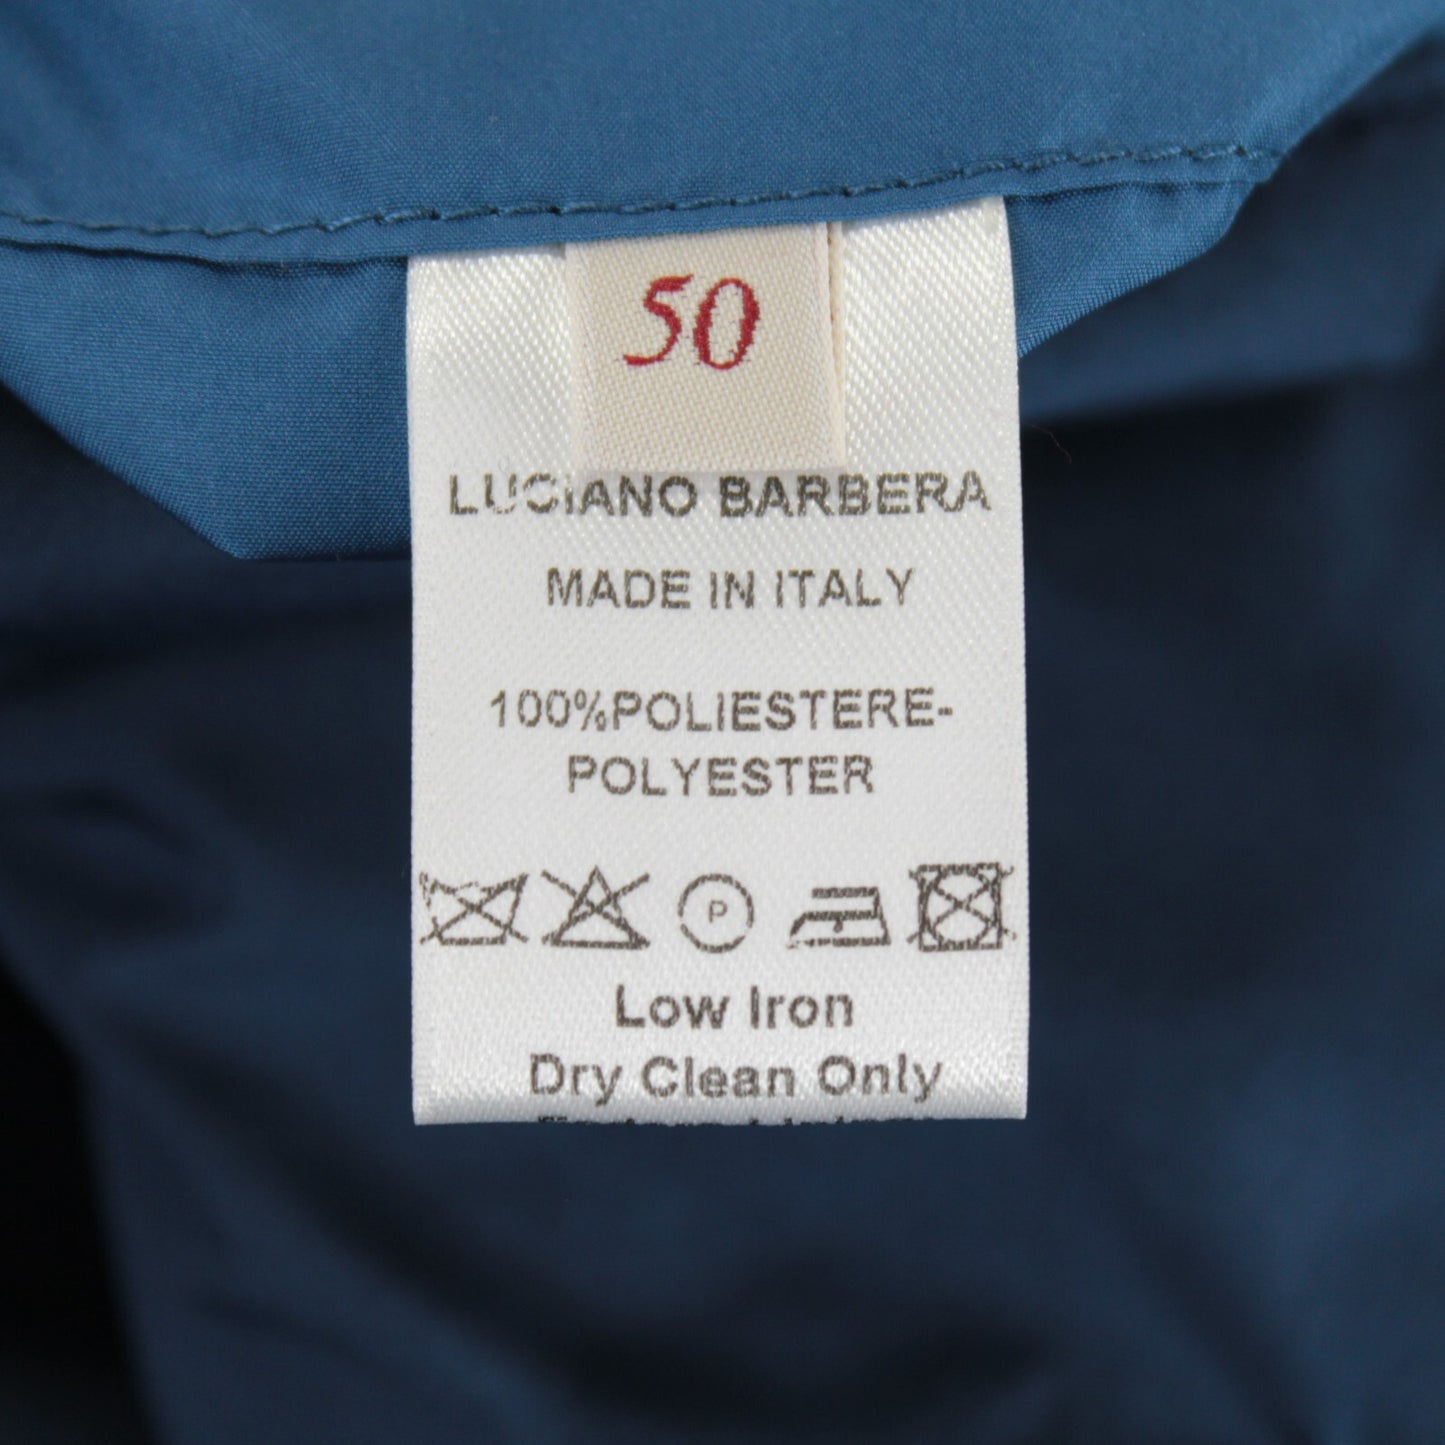 50
LUCIANO BARBERA
MADE IN ITALY
100%POLIESTERE-
POLYESTER
P
Low Iron
Dry Clean Only